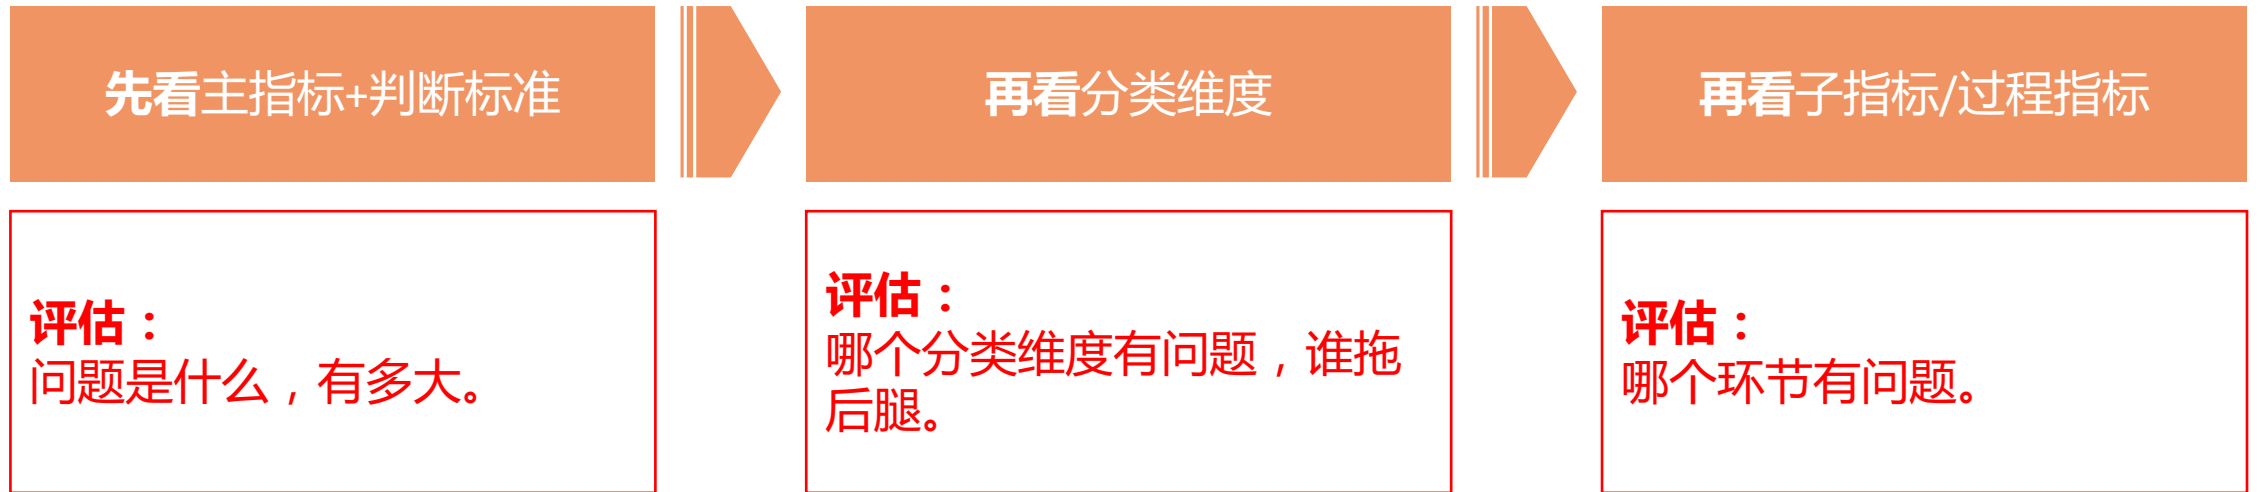 先看主指标+判断标准
再看分类维度
再看子指标/过程指标
评估：
问题是什么，有多大。
评估：
哪个分类维度有问题，谁拖
后腿。
评估：
哪个环节有问题。